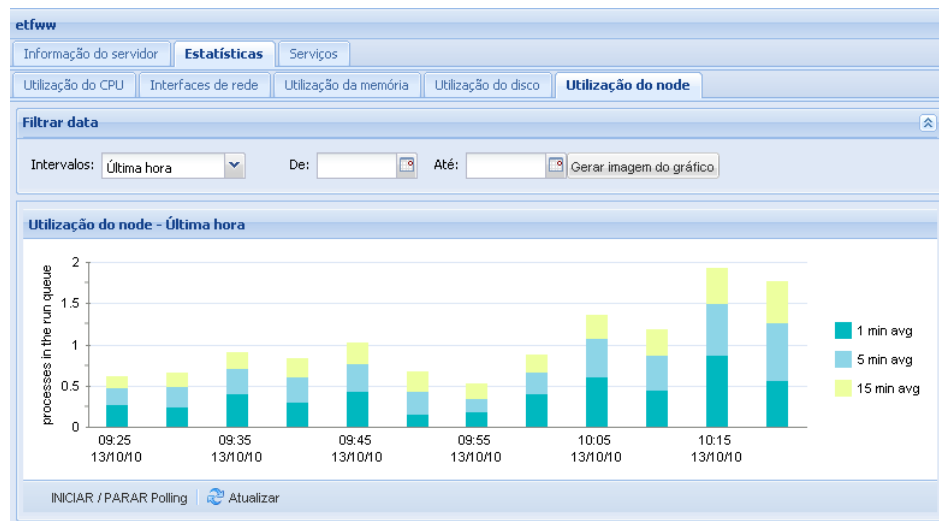 etfww
Informação do servidor Estatísticas Serviços
Utilização do CPU Interfaces de rede Utilização da memória Utilização do disco Utilização do node
Filtrar data
Intervalos: Última hora De: Até: Gerar imagem do gráfico
Utilização do node - Última hora
processes in the run queue
2
1.5
1
0.5
0
1 min avg
5 min avg
15 min avg
09:25 09:35 09:45 09:55 10:05 10:15
13/10/10 13/10/10 13/10/10 13/10/10 13/10/10 13/10/10
INICIAR / PARAR Polling Atualizar